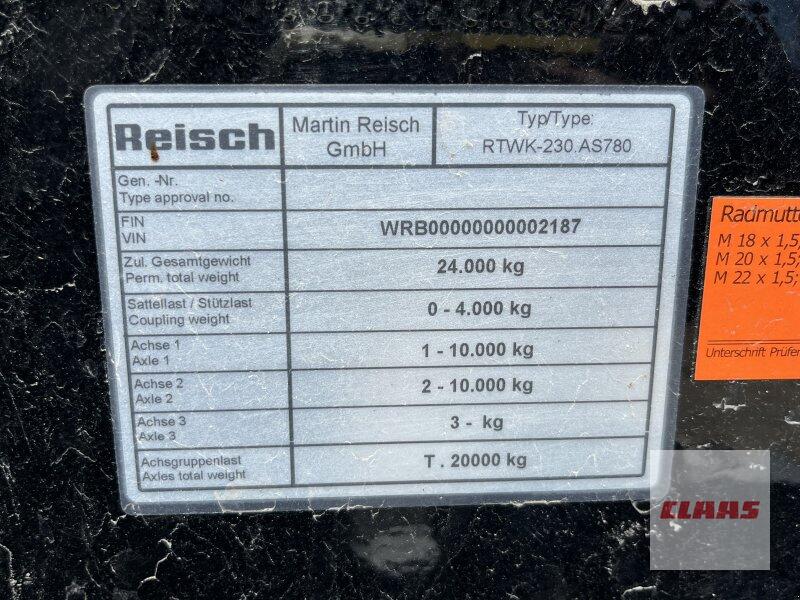 Reisch
Martin Reisch
GmbH
Typ/Type:
RTWK-230.AS780
Gen. -Nr.
Type approval no.
FIN
VIN
WRB00000000002187
Zul. Gesamtgewicht
Perm. total weight
24.000 kg
Sattellast / Stützlast
Coupling weight
0 - 4.000 kg
Achse 1
Axle 1
1 - 10.000 kg
Achse 2
Axle 2
2 - 10.000 kg
Achse 3
Axle 3
3 - kg
Achsgruppenlast
Axles total weight
T . 20000 kg
Radmutte
M 18 x 1,5
M 20 x 1,5;
M 22 x 1,5;
Unterschrift Prüfer
CLAAS